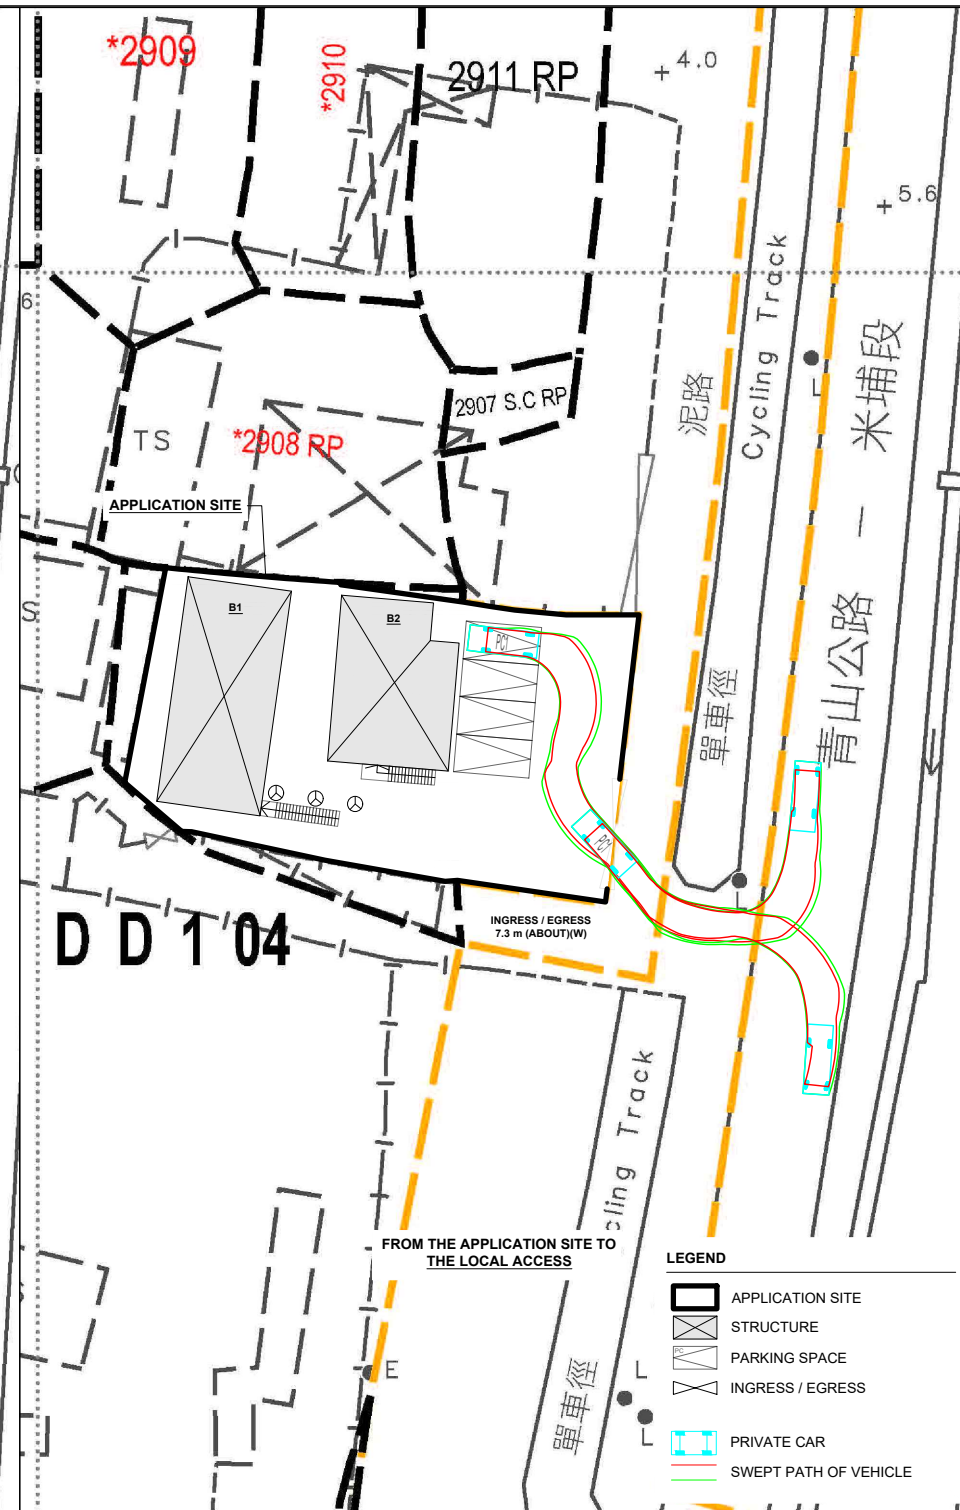 *2909
*2910
2911 RP
4.0
5.6
Cycling Track
泥路
米埔段
2907 S.C RP
TS
*2908 RP
APPLICATION SITE
青山公路 —
單車徑
B1
B2
PC1
PC1
L
L
INGRESS / EGRESS
7.3 m (ABOUT)(W)
D D 1 04
6
S
cling Track
FROM THE APPLICATION SITE TO
THE LOCAL ACCESS
E
單車徑
L
L
LEGEND
APPLICATION SITE
STRUCTURE
PC
PARKING SPACE
INGRESS / EGRESS
PRIVATE CAR
SWEPT PATH OF VEHICLE